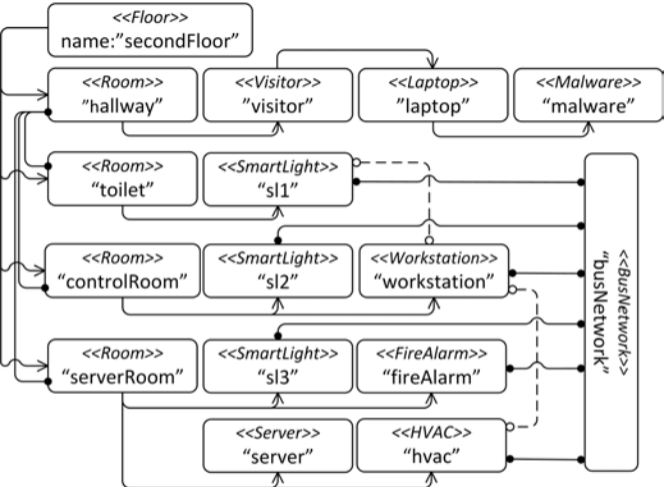 <<Floor>>
name:”secondFloor”
<<Room>>
”hallway”
<<Visitor>>
“visitor”
<<Laptop>>
“laptop”
<<Malware>>
“malware”
<<Room>>
“toilet”
<<SmartLight>>
“sl1”
<<Room>>
“controlRoom”
<<SmartLight>>
“sl2”
<<Workstation>>
“workstation”
<<BusNetwork>>
“busNetwork”
<<Room>>
“serverRoom”
<<SmartLight>>
“sl3”
<<FireAlarm>>
“fireAlarm”
<<Server>>
“server”
<<HVAC>>
“hvac”